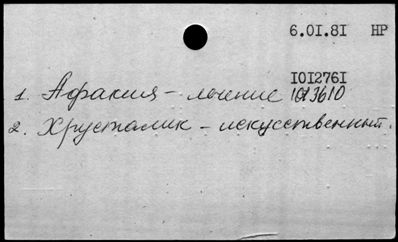 6.01.81 НР
1012761
1. Афакия – лечение 1013610
2. Хрусталик – искусственный.